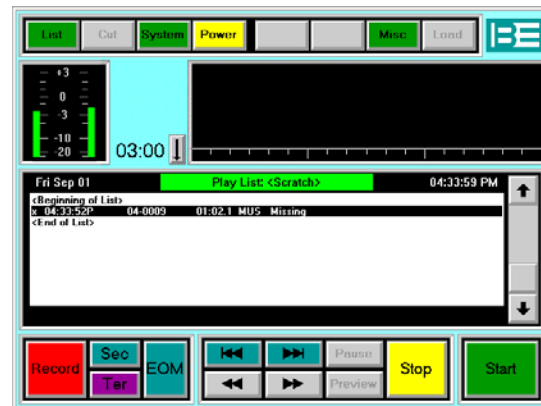 List Cut System Power Misc Load BE
+3
0
-3
-10
-20
03:00
Fri Sep 01 Play List: <Scratch> 04:33:59 PM
<Beginning of List>
x 04:33:52P 04-0009 01:02.1 MUS Missing
<End of List>
Record Sec Ter EOM Pause Preview Stop Start